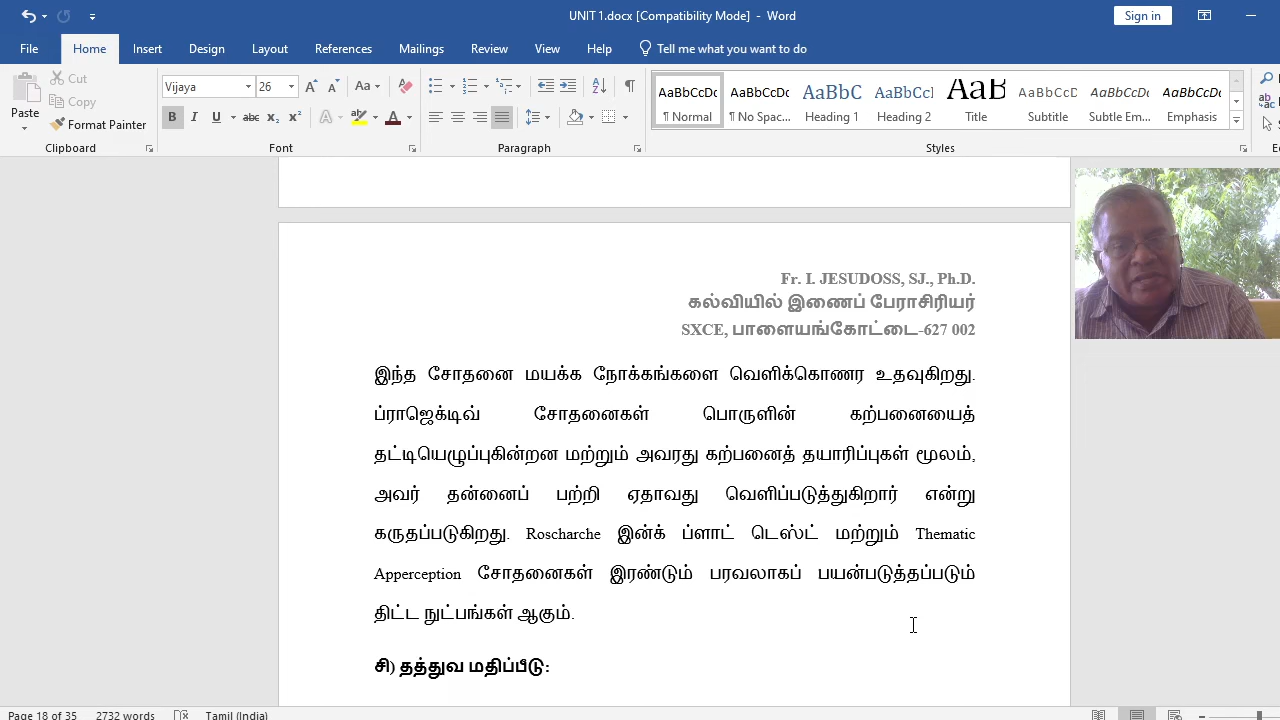 UNIT 1.docx [Compatibility Mode] - Word
Sign in
File Home Insert Design Layout References Mailings Review View Help Tell me what you want to do
Paste
Cut
Copy
Format Painter
Vijaya 26
AaBbCcDc AaBbCcDc AaBbC AaBbCcI AaB AaBbCcDc AaBbCcDı AaBbCcDı
¶ Normal ¶ No Spac... Heading 1 Heading 2 Title Subtitle Subtle Em... Emphasis
Clipboard Font Paragraph Styles
Fr. I. JESUDOSS, SJ., Ph.D.
கல்வியில் இணைப் பேராசிரியர்
SXCE, பாளையங்கோட்டை-627 002
இந்த சோதனை மயக்க நோக்கங்களை வெளிக்கொணர உதவுகிறது.
ப்ராஜெக்டிவ் சோதனைகள் பொருளின் கற்பனையைத்
தட்டியெழுப்புகின்றன மற்றும் அவரது கற்பனைத் தயாரிப்புகள் மூலம்,
அவர் தன்னைப் பற்றி ஏதாவது வெளிப்படுத்துகிறார் என்று
கருதப்படுகிறது. Roscharche இன்க் ப்ளாட் டெஸ்ட் மற்றும் Thematic
Apperception சோதனைகள் இரண்டும் பரவலாகப் பயன்படுத்தப்படும்
திட்ட நுட்பங்கள் ஆகும்.
சி) தத்துவ மதிப்பீடு:
Page 18 of 35 2732 words Tamil (India)